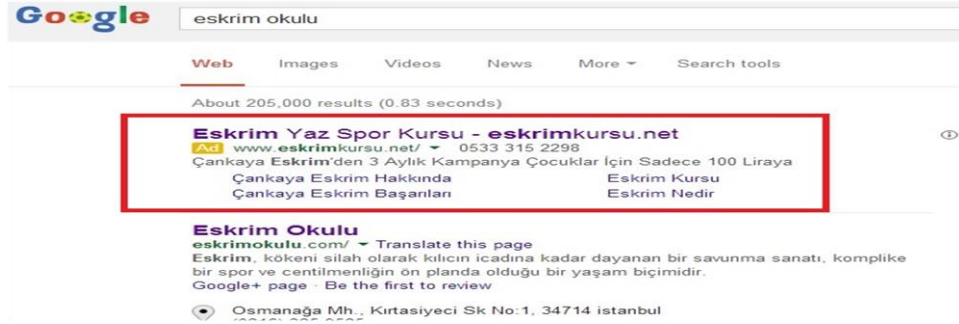 Google
eskrim okulu
Web Images Videos News More Search tools
About 205,000 results (0.83 seconds)
Eskrim Yaz Spor Kursu - eskrimkursu.net
Ad www.eskrimkursu.net/ 0533 315 2298
Çankaya Eskrim'den 3 Aylık Kampanya Çocuklar İçin Sadece 100 Liraya
Çankaya Eskrim Hakkında Eskrim Kursu
Çankaya Eskrim Başarıları Eskrim Nedir
Eskrim Okulu
eskrimokulu.com/ Translate this page
Eskrim, kökeni silah olarak kılıcın icadına kadar dayanan bir savunma sanatı, komplike
bir spor ve centilmenliğin ön planda olduğu bir yaşam biçimidir.
Google+ page · Be the first to review
Osmanağa Mh., Kırtasiyeci Sk No:1, 34714 istanbul